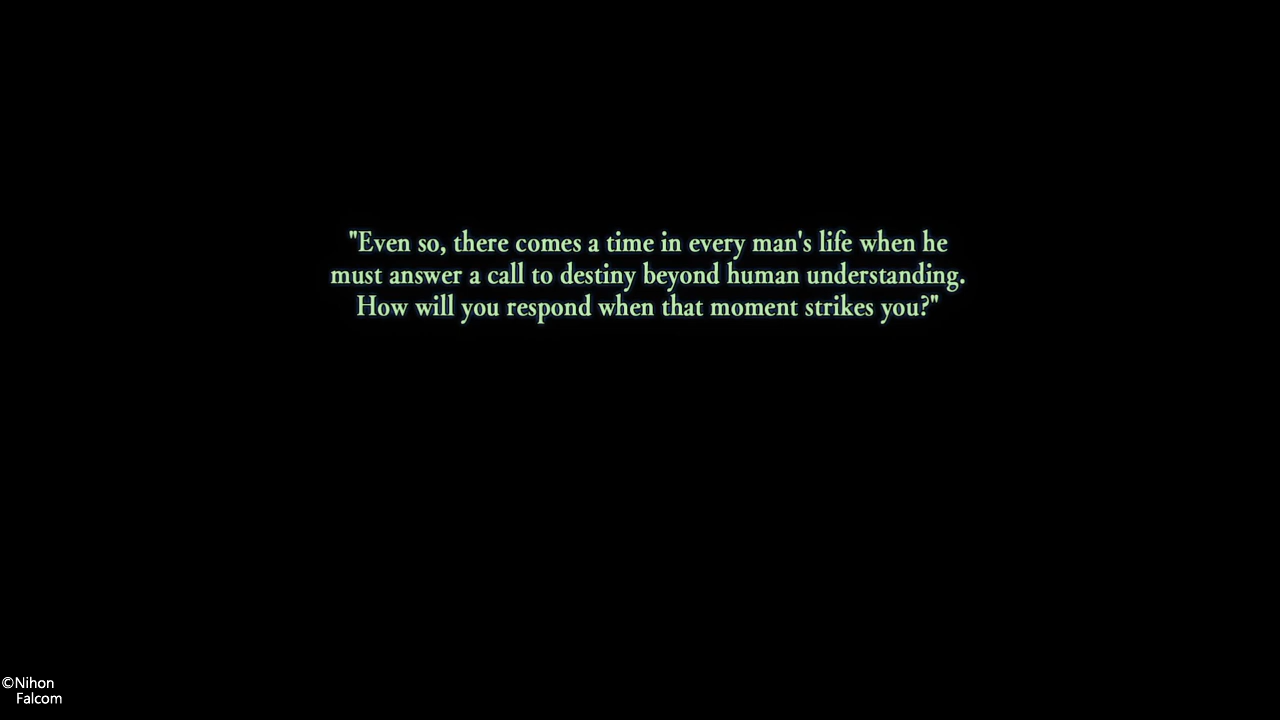 "Even so, there comes a time in every man's life when he
must answer a call to destiny beyond human understanding.
How will you respond when that moment strikes you?"
©Nihon
Falcom